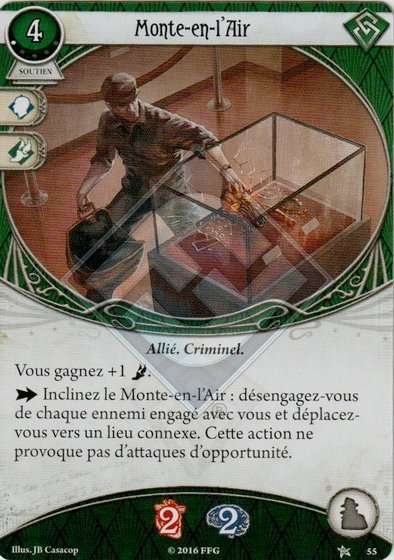 4
SOUTIEN
Monte-en-l'Air
Allié. Criminel.
Vous gagnez +1 .
Inclinez le Monte-en-l'Air : désengagez-vous
de chaque ennemi engagé avec vous et déplacez-
vous vers un lieu connexe. Cette action ne
provoque pas d'attaques d'opportunité.
®
2 2
Illus. JB Casacop
© 2016 FFG
55